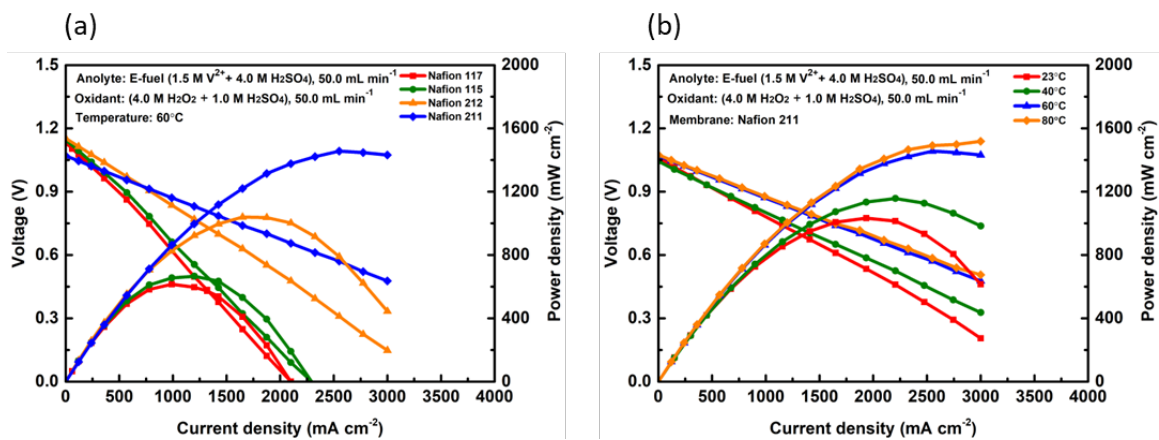 (a)
(b)
Anolyte: E-fuel (1.5 M V²⁺ + 4.0 M H₂SO₄), 50.0 mL min⁻¹
Oxidant: (4.0 M H₂O₂ + 1.0 M H₂SO₄), 50.0 mL min⁻¹
Temperature: 60°C
Nafion 117
Nafion 115
Nafion 212
Nafion 211
Voltage (V)
1.5
1.2
0.9
0.6
0.3
0.0
Power density (mW cm⁻²)
2000
1600
1200
800
400
0
0 500 1000 1500 2000 2500 3000 3500 4000
Current density (mA cm⁻²)
Anolyte: E-fuel (1.5 M V²⁺ + 4.0 M H₂SO₄), 50.0 mL min⁻¹
Oxidant: (4.0 M H₂O₂ + 1.0 M H₂SO₄), 50.0 mL min⁻¹
Membrane: Nafion 211
23°C
40°C
60°C
80°C
Voltage (V)
1.5
1.2
0.9
0.6
0.3
0.0
Power density (mW cm⁻²)
2000
1600
1200
800
400
0
0 500 1000 1500 2000 2500 3000 3500 4000
Current density (mA cm⁻²)